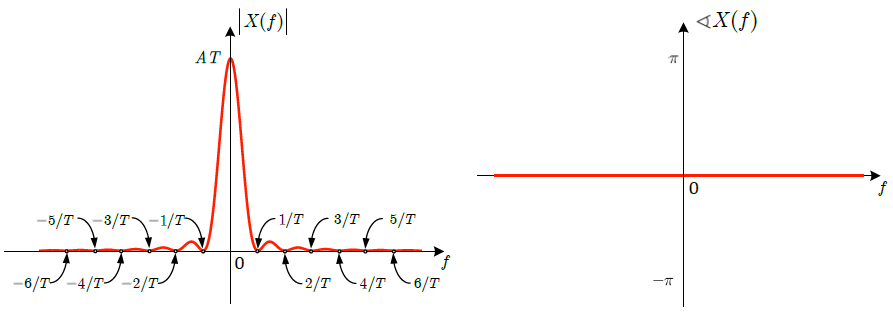 |X(f)|
AT
−5/T
−3/T
−1/T
1/T
3/T
5/T
0
f
−6/T
−4/T
−2/T
2/T
4/T
6/T
∢X(f)
π
0
f
−π